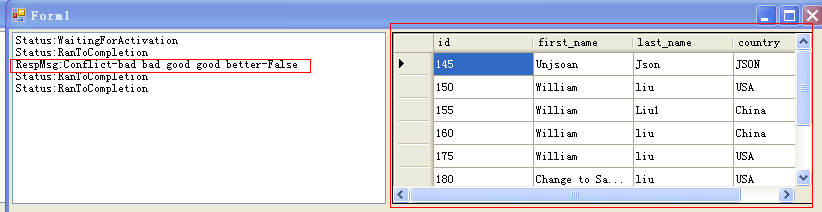 Form1
Status:WaitingForActivation
Status:RanToCompletion
RespMsg:Conflict-bad bad good good better-False
Status:RanToCompletion
Status:RanToCompletion
id first_name last_name country
145 Unjsoan Json JSON
150 William liu USA
155 William Liu1 China
160 William liu China
175 William liu USA
180 Change to Sa... liu USA